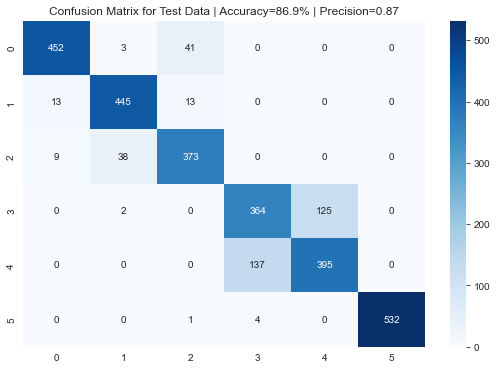 Confusion Matrix for Test Data | Accuracy=86.9% | Precision=0.87
0 452 3 41 0 0 0
1 13 445 13 0 0 0
2 9 38 373 0 0 0
3 0 2 0 364 125 0
4 0 0 0 137 395 0
5 0 0 1 4 0 532
0 1 2 3 4 5
500
400
300
200
100
0